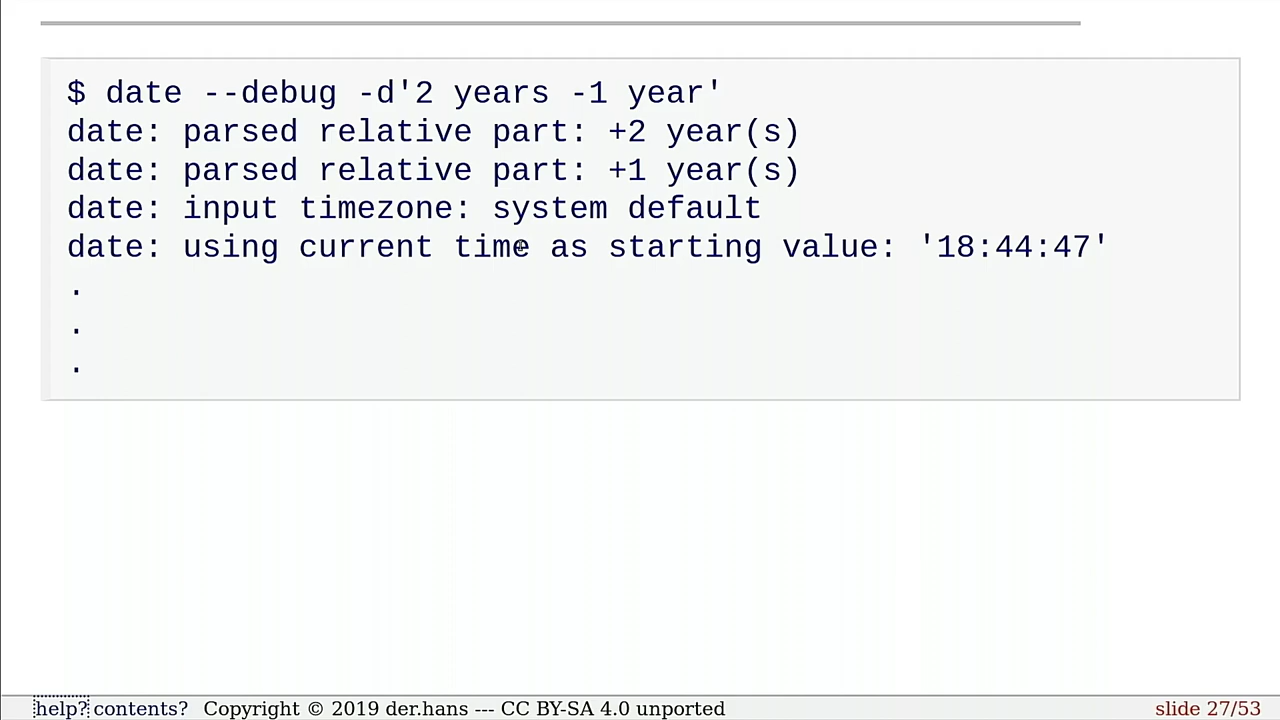 $ date --debug -d'2 years -1 year'
date: parsed relative part: +2 year(s)
date: parsed relative part: +1 year(s)
date: input timezone: system default
date: using current time as starting value: '18:44:47'
.
.
.
help? contents? Copyright © 2019 der.hans --- CC BY-SA 4.0 unported slide 27/53